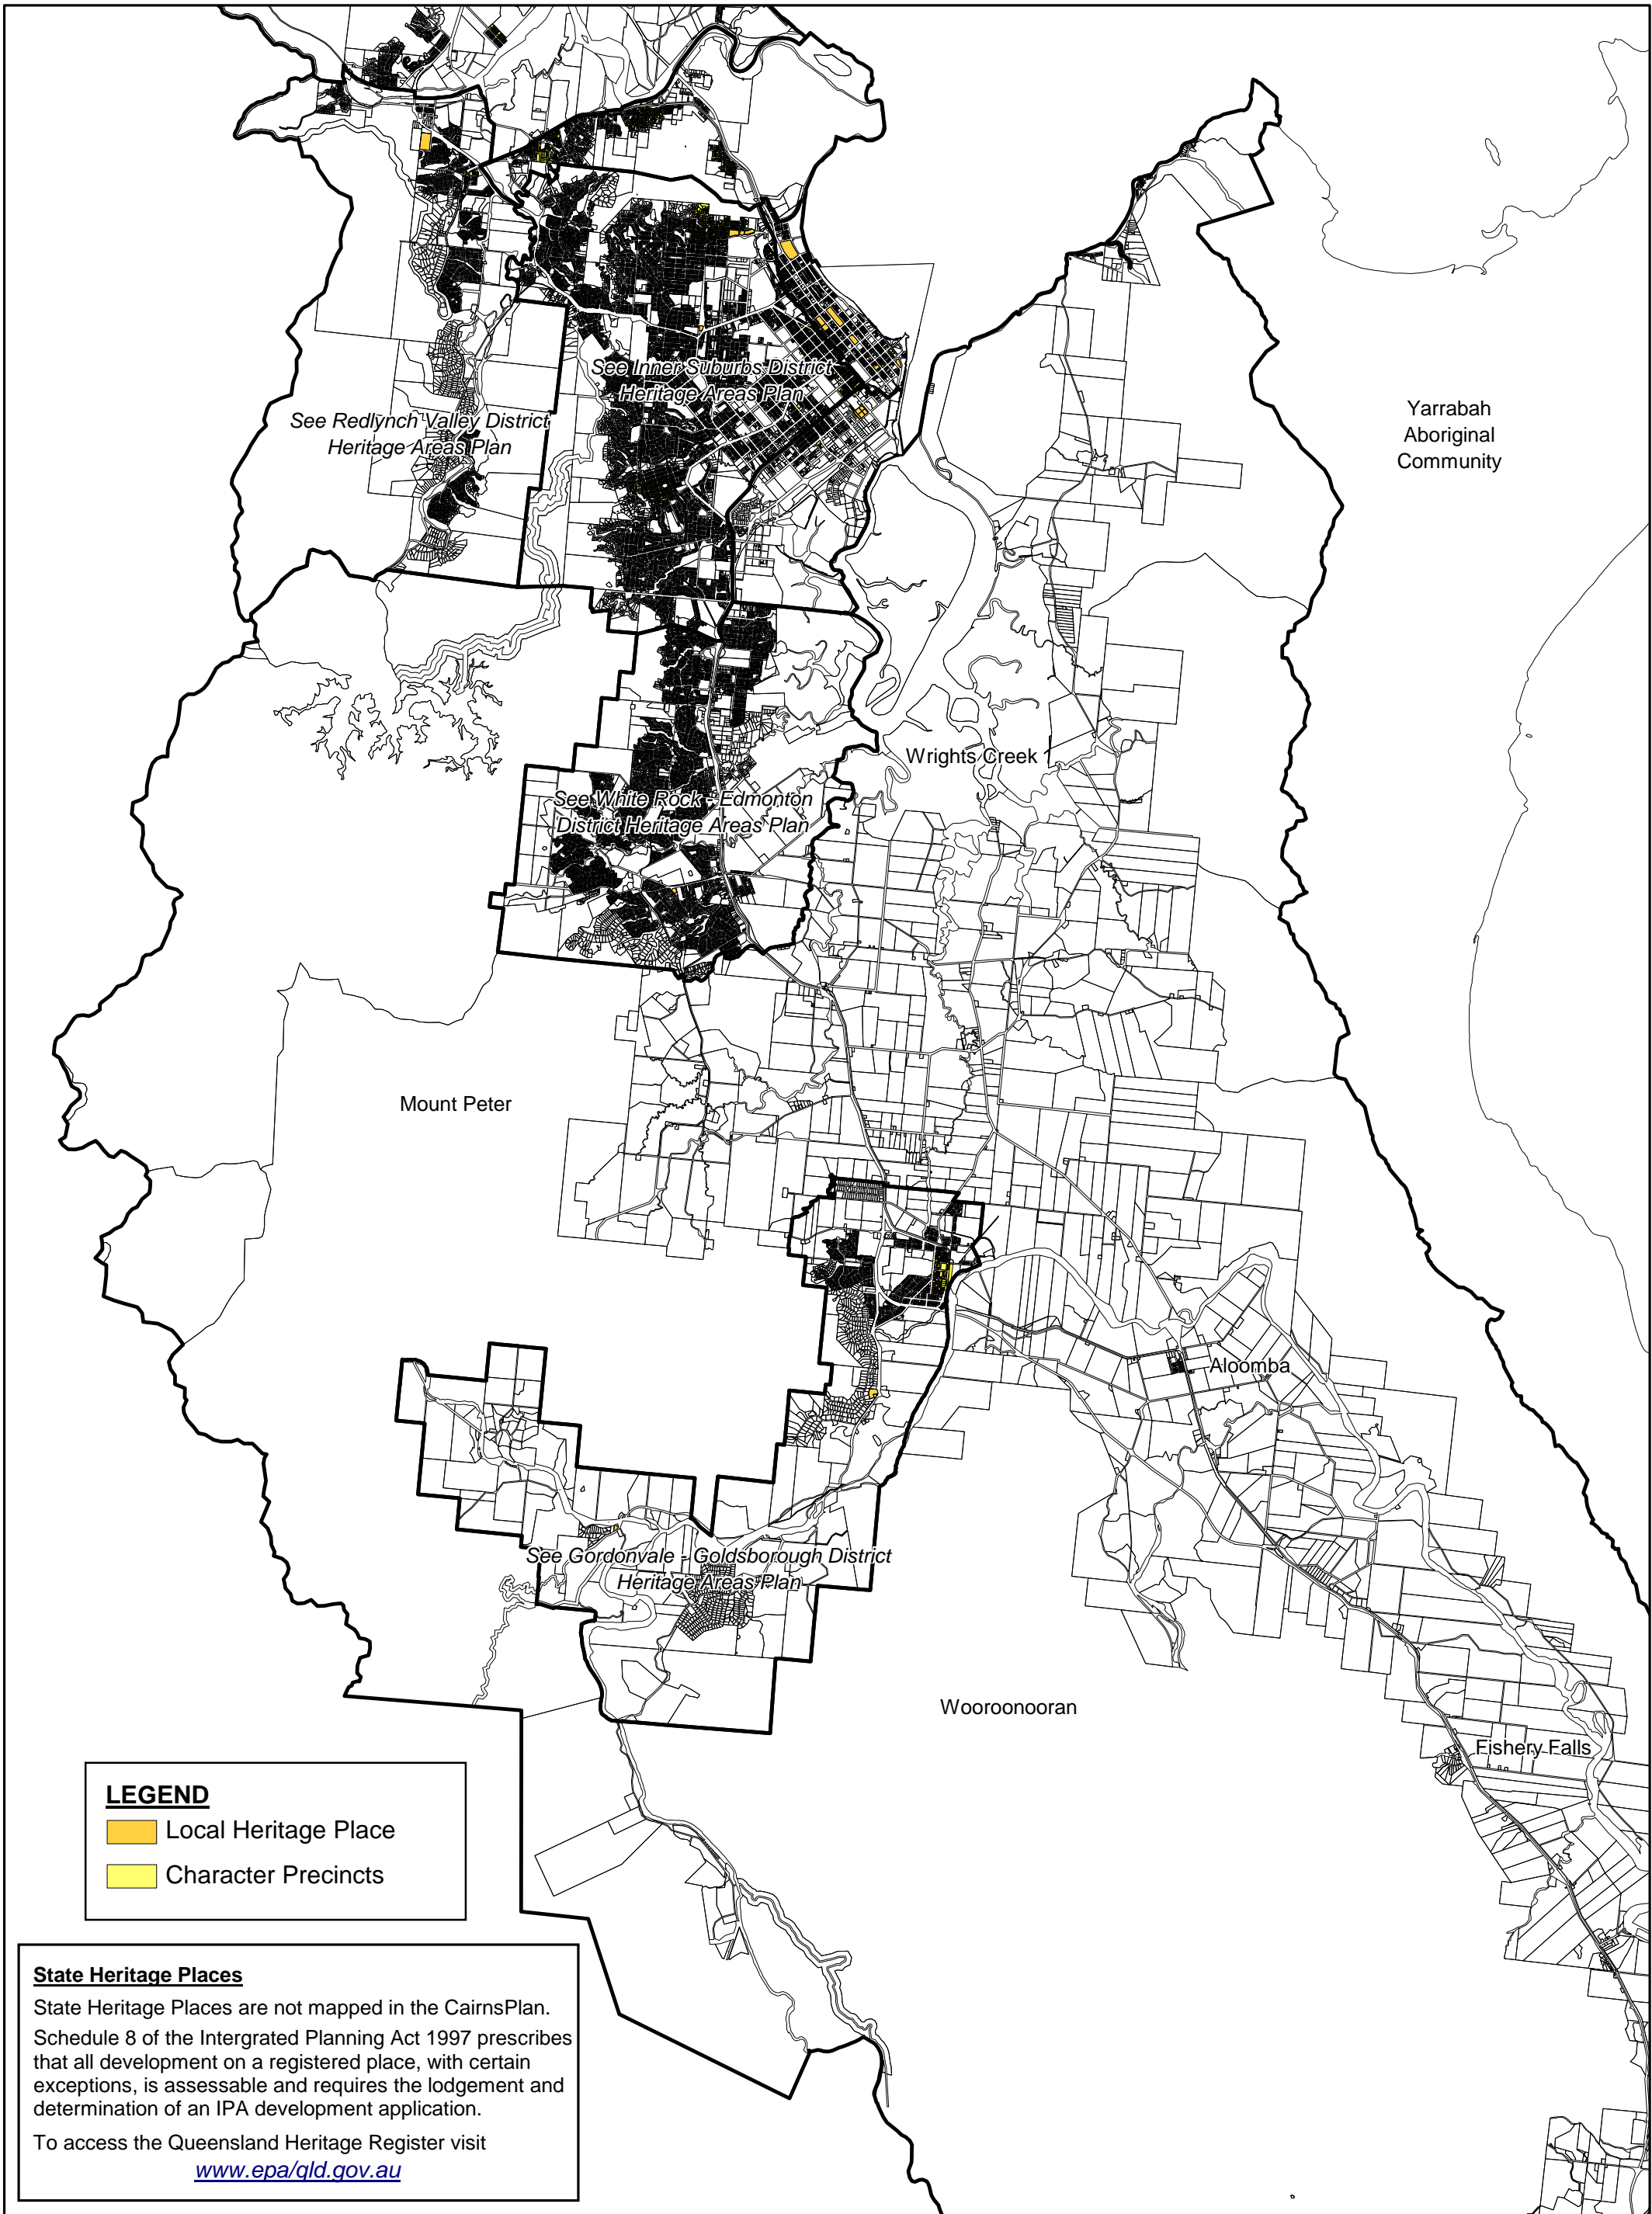 See Inner Suburbs District
Heritage Areas Plan
See Redlynch Valley District
Heritage Areas Plan
Yarrabah
Aboriginal
Community
Wrights Creek
See White Rock - Edmonton
District Heritage Areas Plan
Mount Peter
Aloomba
See Gordonvale - Goldsborough District
Heritage Areas Plan
Wooroonooran
Fishery Falls
LEGEND
Local Heritage Place
Character Precincts
State Heritage Places
State Heritage Places are not mapped in the CairnsPlan.
Schedule 8 of the Intergrated Planning Act 1997 prescribes
that all development on a registered place, with certain
exceptions, is assessable and requires the lodgement and
determination of an IPA development application.
To access the Queensland Heritage Register visit
www.epa/qld.gov.au